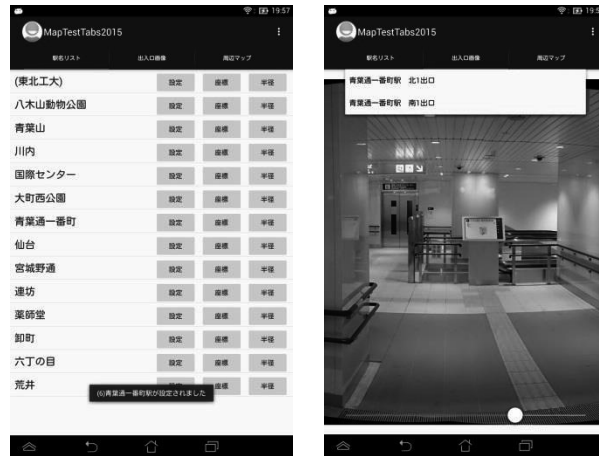 19:57
MapTestTabs2015
駅名リスト 出入口画像 周辺マップ
(東北工大) 設定 座標 半径
八木山動物公園 設定 座標 半径
青葉山 設定 座標 半径
川内 設定 座標 半径
国際センター 設定 座標 半径
大町西公園 設定 座標 半径
青葉通一番町 設定 座標 半径
仙台 設定 座標 半径
宮城野通 設定 座標 半径
連坊 設定 座標 半径
薬師堂 設定 座標 半径
卸町 設定 座標 半径
六丁の目 設定 座標 半径
荒井 座標 半径
(6)青葉通一番町駅が設定されました
MapTestTabs2015
駅名リスト 出入口画像 周辺マップ
青葉通一番町駅 北1出口
青葉通一番町駅 南1出口